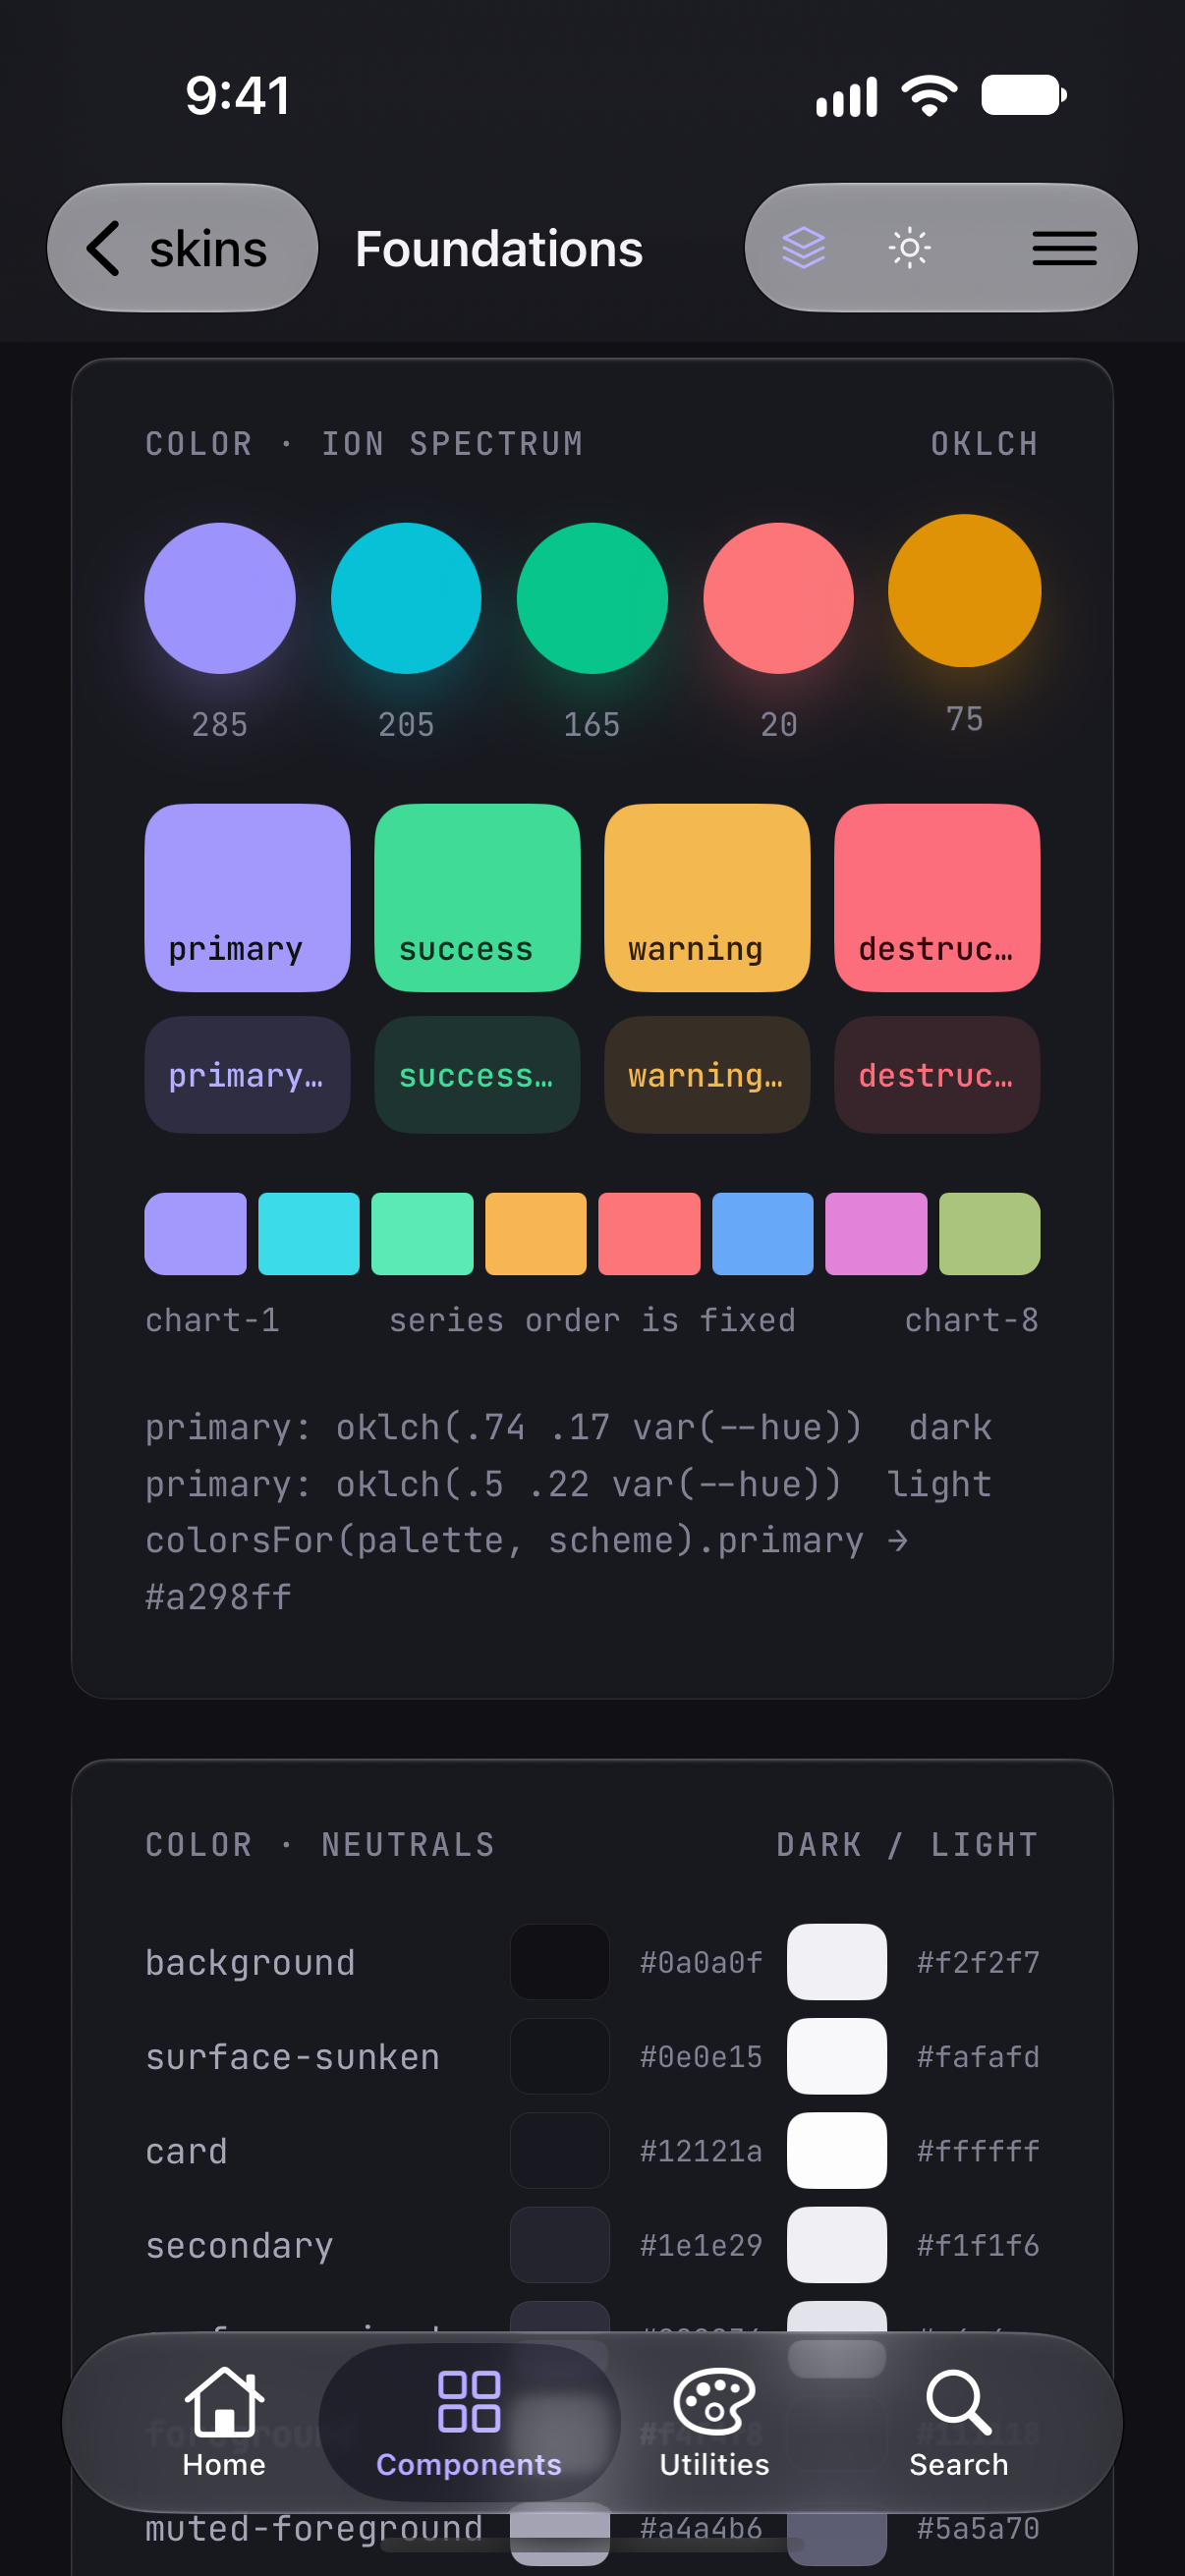 9:41
skins
Foundations
COLOR · ION SPECTRUM OKLCH
285 205 165 20 75
primary success warning destruc…
primary… success… warning… destruc…
chart-1 series order is fixed chart-8
primary: oklch(.74 .17 var(--hue)) dark
primary: oklch(.5 .22 var(--hue)) light
colorsFor(palette, scheme).primary →
#a298ff
COLOR · NEUTRALS DARK / LIGHT
background #0a0a0f #f2f2f7
surface-sunken #0e0e15 #fafafd
card #12121a #ffffff
secondary #1e1e29 #f1f1f6
Home Components Utilities Search
muted-foreground #a4a4b6 #5a5a70